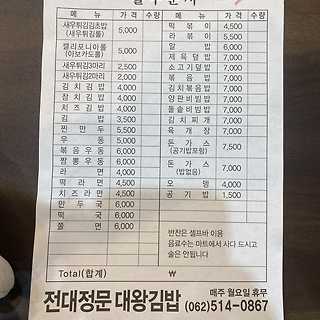 메 뉴 가 격 수량 메 뉴 가 격 수량
새우튀김김초밥 (새우튀김롤) 5,000
캘리포니아롤 (아보카도롤) 5,000
새우튀김3마리 2,500
새우튀김2마리 2,000
김 치 김 밥 4,000
참 치 김 밥 4,000
치 즈 김 밥 4,000
김 밥 3,500
찐 만 두 5,500
우 동 5,000
볶 음 우 동 6,000
짬 뽕 우 동 6,000
라 면 4,000
떡 라 면 4,500
치 즈 라 면 4,500
만 두 국 6,000
떡 국 6,000
쫄 면 6,000
떡 볶 이 4,500
라 볶 이 5,500
알 밥 6,000
제 육 덮 밥 7,000
소 고 기 덮 밥 7,000
볶 음 밥 7,000
김 치 볶 음 밥 7,000
양 판 비 빔 밥 7,000
돌 솥 비 빔 밥 7,000
김 치 찌 개 7,000
육 개 장 7,000
돈 가 스 (공기밥포함) 7,500
돈 가 스 (밥없음) 7,000
오 뎅 4,000
공 기 밥 1,500
반찬은 셀프바 이용
음료수는 마트에서 사다 드시고
술은 안됩니다
Total(합계) ₩
전대정문 대왕김밥 매주 월요일 휴무
(062)514-0867